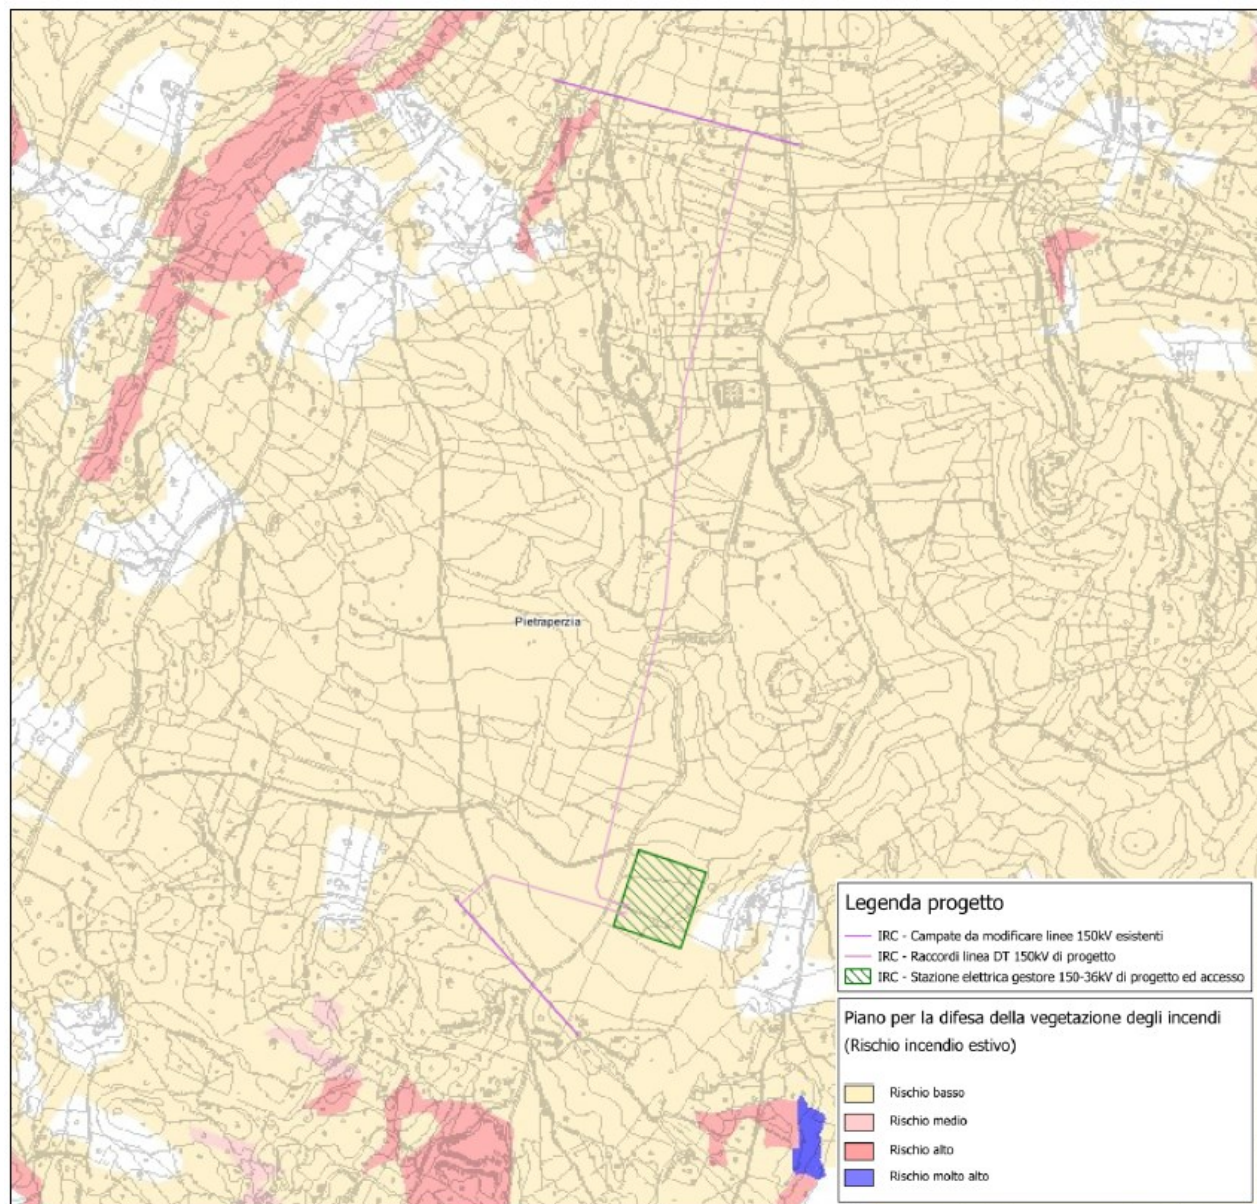 Pietraperzia
Legenda progetto
IRC - Campate da modificare linee 150kV esistenti
IRC - Raccordi linea DT 150kV di progetto
IRC - Stazione elettrica gestore 150-36kV di progetto ed accesso
Piano per la difesa della vegetazione degli incendi
(Rischio incendio estivo)
Rischio basso
Rischio medio
Rischio alto
Rischio molto alto